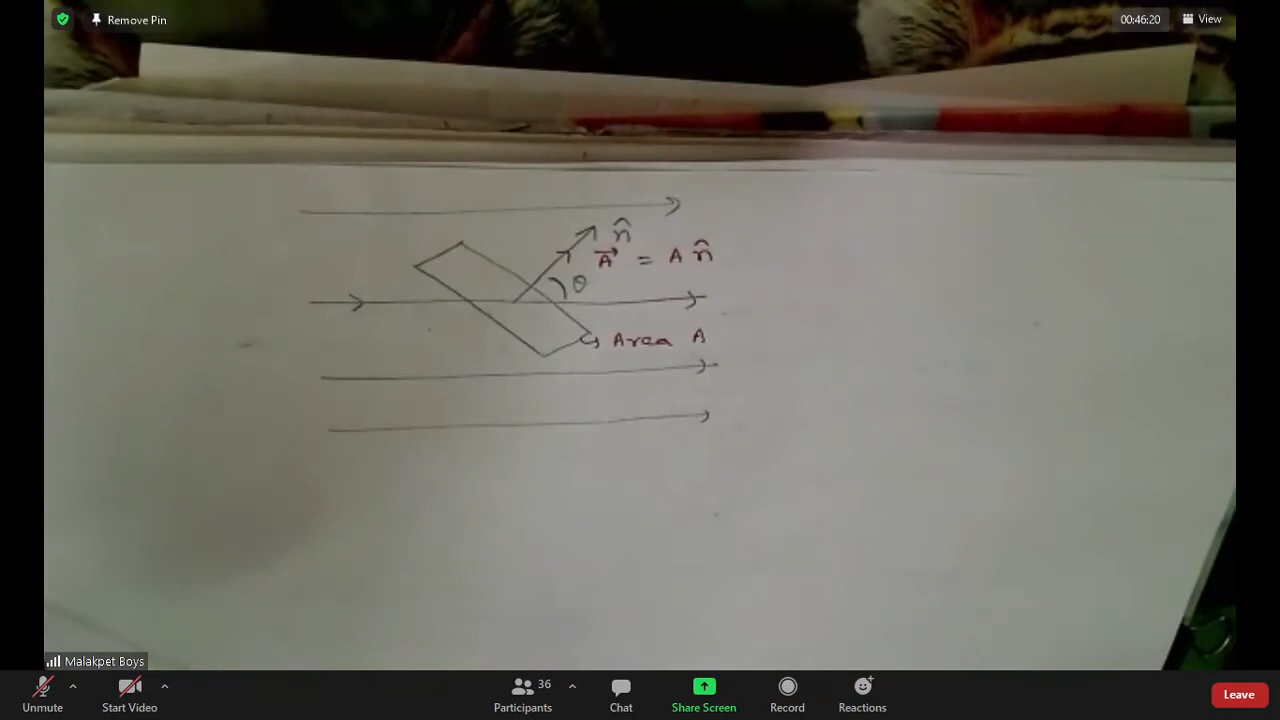 Remove Pin
00:46:20
View
n̂
A⃗ = A n̂
θ
Area A
Malakpet Boys
Unmute
Start Video
36
Participants
Chat
Share Screen
Record
Reactions
Leave